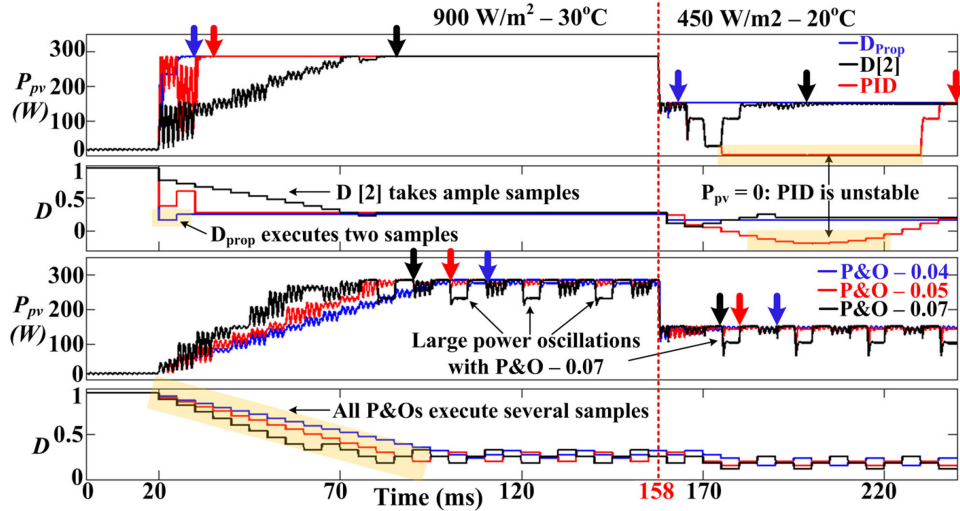 900 W/m² – 30°C
450 W/m2 – 20°C
300
200
100
0
P_pv
(W)
D_Prop
D[2]
PID
1
0.5
0
D
D [2] takes ample samples
D_prop executes two samples
P_pv = 0: PID is unstable
300
200
100
0
P_pv
(W)
P&O – 0.04
P&O – 0.05
P&O – 0.07
Large power oscillations
with P&O – 0.07
1
0.5
0
D
All P&Os execute several samples
0
20
60
120
158
170
220
Time (ms)